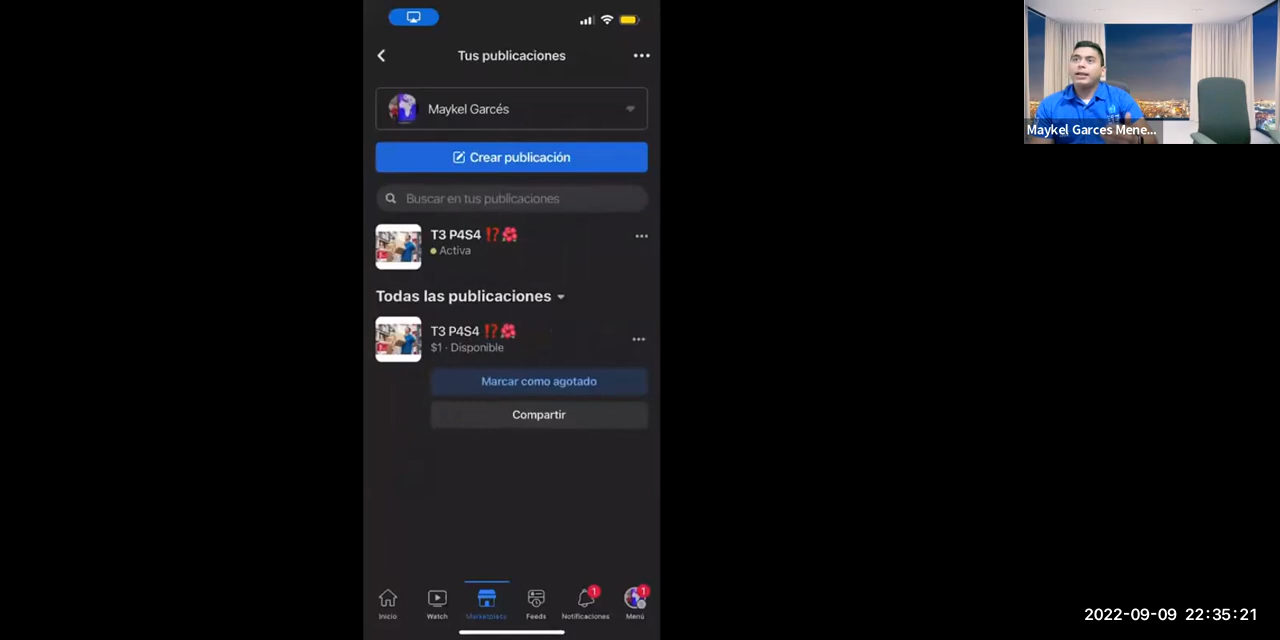 Tus publicaciones
Maykel Garcés
Crear publicación
Buscar en tus publicaciones
T3 P4S4 ⁉️🌺
Activa
Todas las publicaciones
T3 P4S4 ⁉️🌺
$1 · Disponible
Marcar como agotado
Compartir
Inicio
Watch
Marketplace
Feeds
1
Notificaciones
1
Menú
Maykel Garces Mene...
2022-09-09 22:35:21